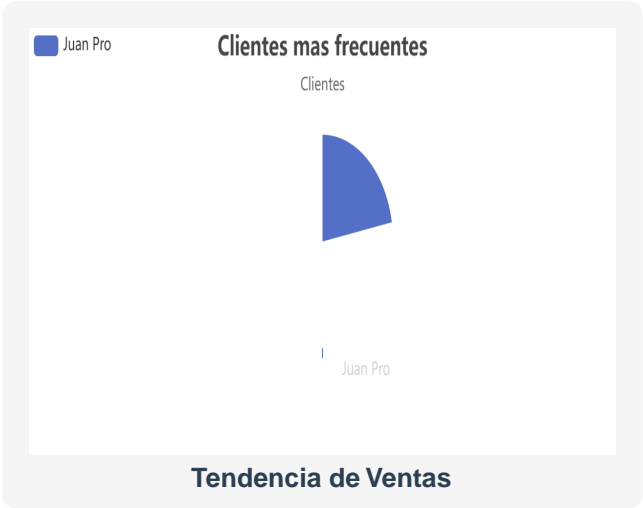 Juan Pro
Clientes mas frecuentes
Clientes
Juan Pro
Tendencia de Ventas